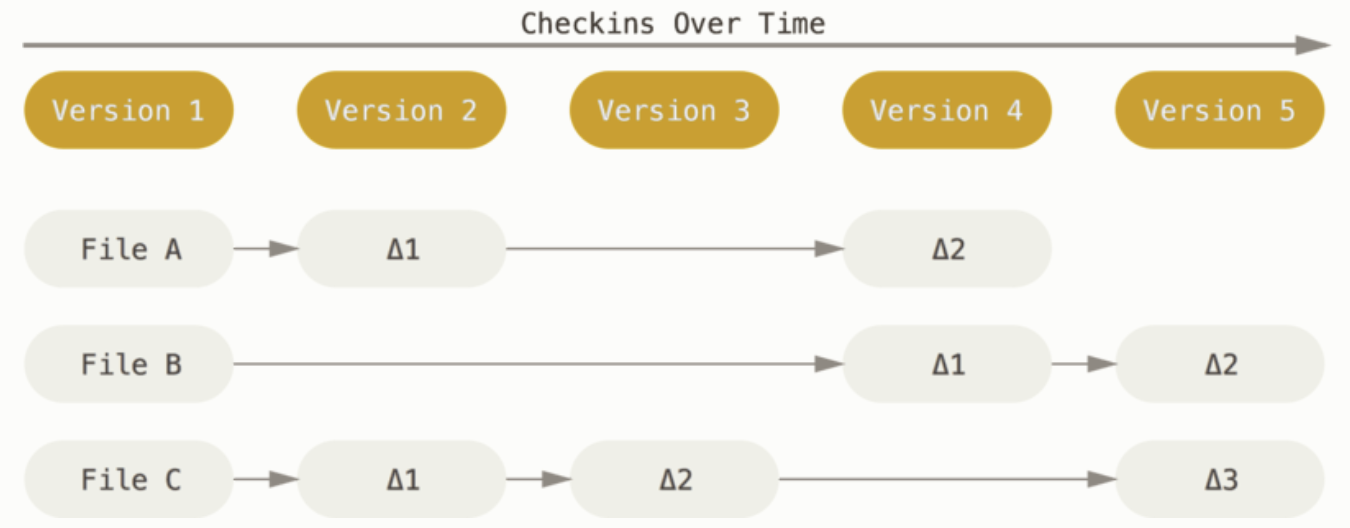 Checkins Over Time
Version 1 Version 2 Version 3 Version 4 Version 5
File A Δ1 Δ2
File B Δ1 Δ2
File C Δ1 Δ2 Δ3